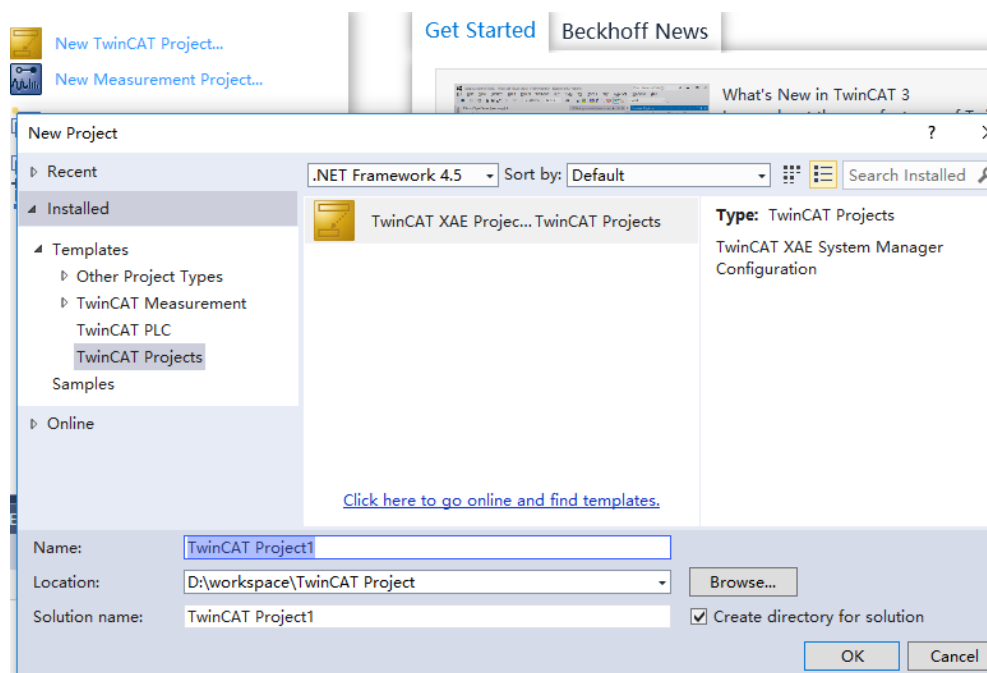 New TwinCAT Project...
New Measurement Project...
Get Started
Beckhoff News
What's New in TwinCAT 3
New Project
?
Recent
Installed
Templates
Other Project Types
TwinCAT Measurement
TwinCAT PLC
TwinCAT Projects
Samples
Online
.NET Framework 4.5
Sort by: Default
Search Installed
TwinCAT XAE Projec... TwinCAT Projects
Type: TwinCAT Projects
TwinCAT XAE System Manager
Configuration
Click here to go online and find templates.
Name: TwinCAT Project1
Location: D:\workspace\TwinCAT Project
Browse...
Solution name: TwinCAT Project1
Create directory for solution
OK
Cancel